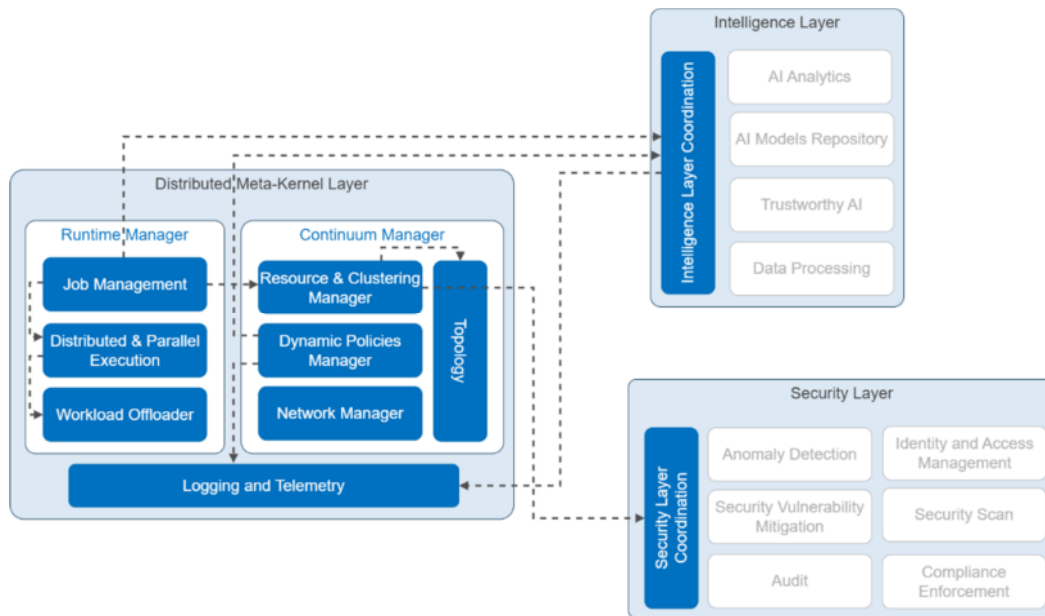 Intelligence Layer
Intelligence Layer Coordination
AI Analytics
AI Models Repository
Trustworthy AI
Data Processing
Distributed Meta-Kernel Layer
Runtime Manager
Job Management
Distributed & Parallel
Execution
Workload Offloader
Continuum Manager
Resource & Clustering
Manager
Dynamic Policies
Manager
Network Manager
Topology
Logging and Telemetry
Security Layer
Security Layer
Coordination
Anomaly Detection
Identity and Access
Management
Security Vulnerability
Mitigation
Security Scan
Audit
Compliance
Enforcement